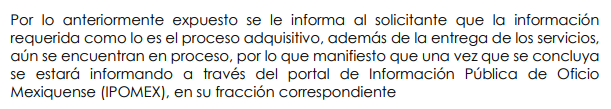 Por lo anteriormente expuesto se le informa al solicitante que la información
requerida como lo es el proceso adquisitivo, además de la entrega de los servicios,
aún se encuentran en proceso, por lo que manifiesto que una vez que se concluya
se estará informando a través del portal de Información Pública de Oficio
Mexiquense (IPOMEX), en su fracción correspondiente